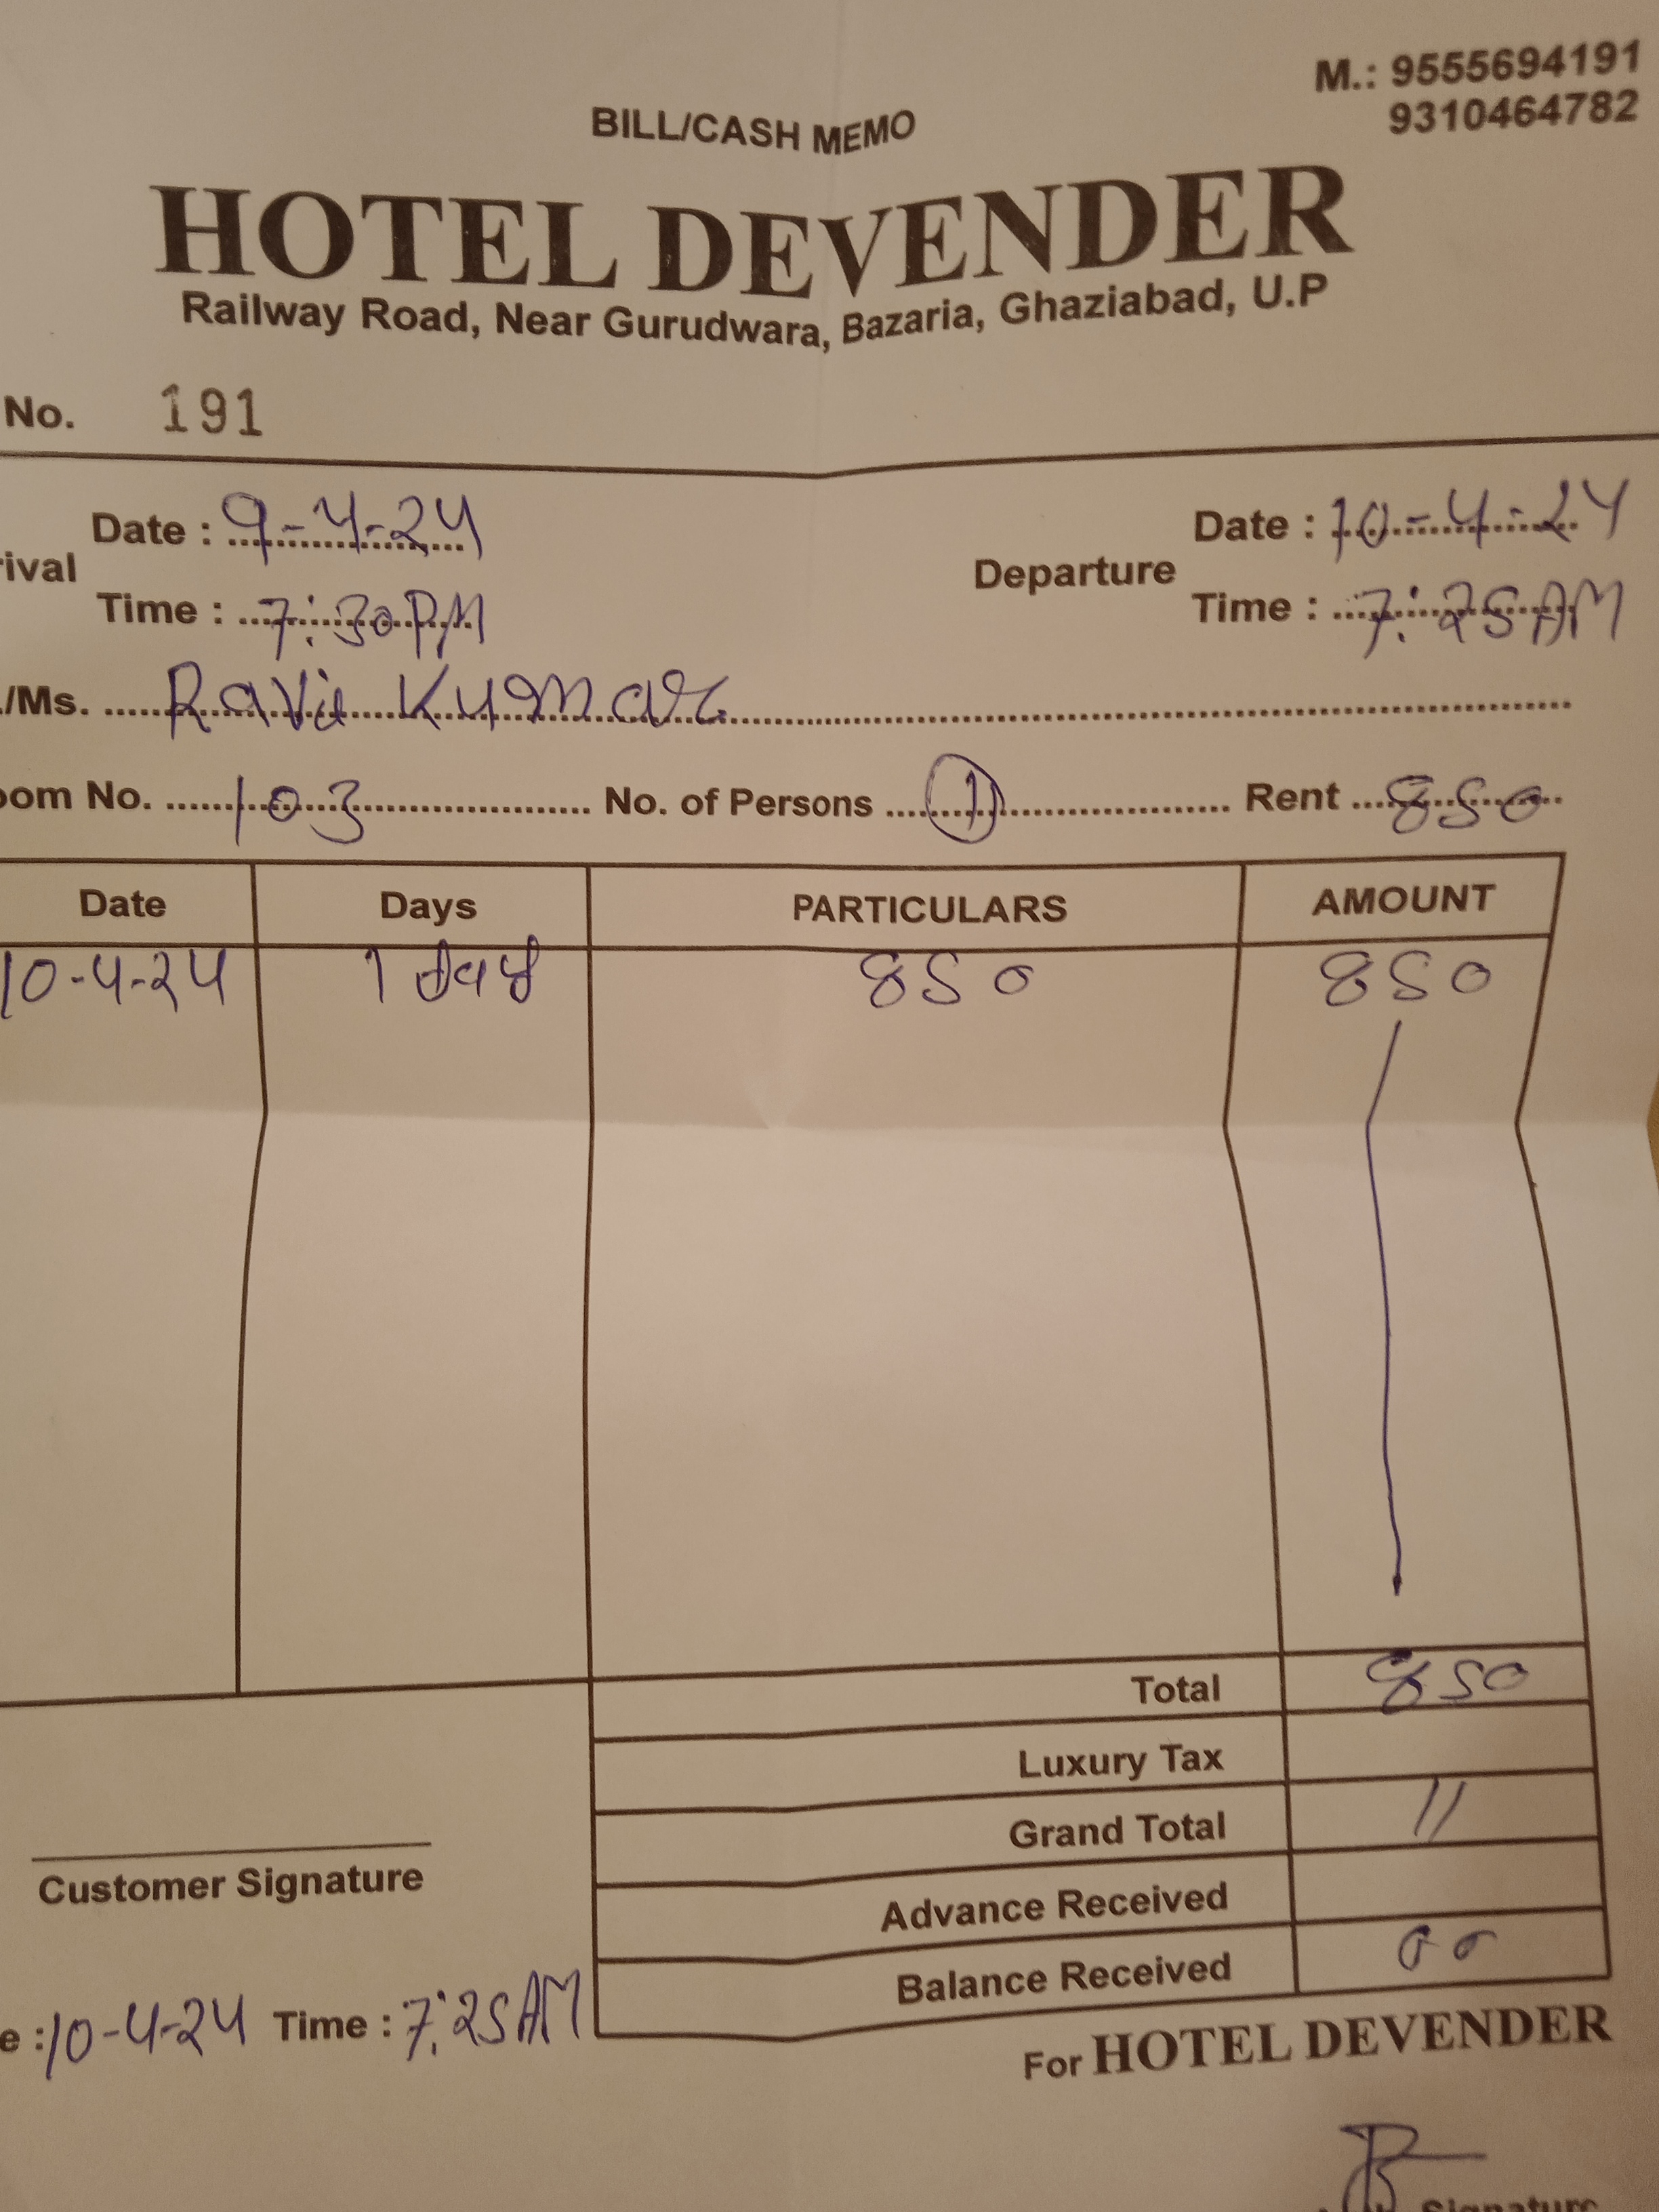 M.: 9555694191
9310464782
BILL/CASH MEMO
HOTEL DEVENDER
Railway Road, Near Gurudwara, Bazaria, Ghaziabad, U.P
No. 191
Date : 9-4-24 Date : 10-4-24
rival Departure
Time : 7:30PM Time : 7:25AM
/Ms. Ravi Kumar
oom No. 103 No. of Persons 1 Rent 850
Date Days PARTICULARS AMOUNT
10-4-24 1 day 850 850
Total 850
Luxury Tax
Grand Total //
Customer Signature
Advance Received
Balance Received 00
e : 10-4-24 Time : 7:25AM
For HOTEL DEVENDER
Signature